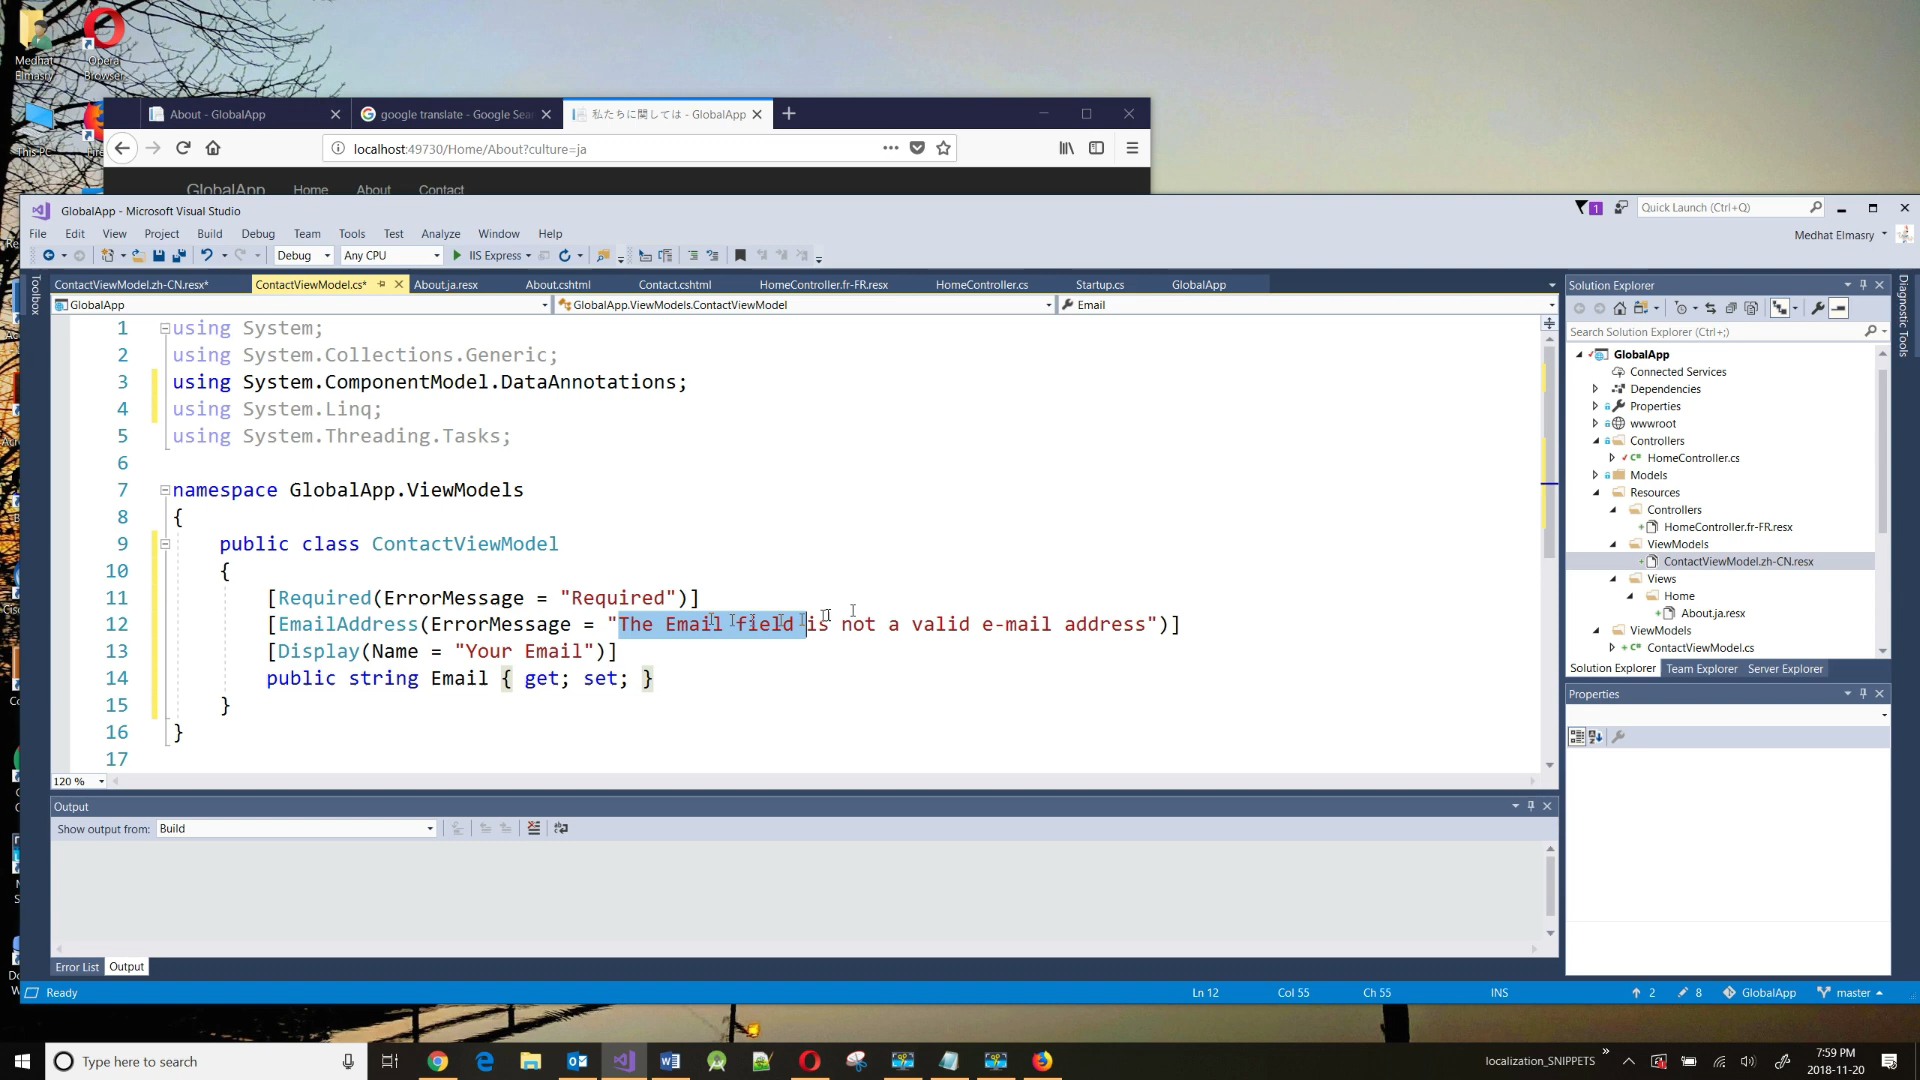 Medhat
Elmasry
Opera
Browser
This PC
About - GlobalApp
google translate - Google Sea
私たちに関しては - GlobalApp
localhost:49730/Home/About?culture=ja
GlobalApp Home About Contact
GlobalApp - Microsoft Visual Studio
1
Quick Launch (Ctrl+Q)
File Edit View Project Build Debug Team Tools Test Analyze Window Help
Medhat Elmasry
Debug Any CPU IIS Express
Toolbox
ContactViewModel.zh-CN.resx* ContactViewModel.cs* About.ja.resx About.cshtml Contact.cshtml HomeController.fr-FR.resx HomeController.cs Startup.cs GlobalApp
GlobalApp GlobalApp.ViewModels.ContactViewModel Email
1 using System;
2 using System.Collections.Generic;
3 using System.ComponentModel.DataAnnotations;
4 using System.Linq;
5 using System.Threading.Tasks;
6
7 namespace GlobalApp.ViewModels
8 {
9 public class ContactViewModel
10 {
11 [Required(ErrorMessage = "Required")]
12 [EmailAddress(ErrorMessage = "The Email field is not a valid e-mail address")]
13 [Display(Name = "Your Email")]
14 public string Email { get; set; }
15 }
16 }
17
120 %
Output
Show output from: Build
Error List Output
Solution Explorer
Search Solution Explorer (Ctrl+;)
GlobalApp
Connected Services
Dependencies
Properties
wwwroot
Controllers
HomeController.cs
Models
Resources
Controllers
HomeController.fr-FR.resx
ViewModels
ContactViewModel.zh-CN.resx
Views
Home
About.ja.resx
ViewModels
ContactViewModel.cs
Solution Explorer Team Explorer Server Explorer
Properties
Diagnostic Tools
Ready Ln 12 Col 55 Ch 55 INS 2 8 GlobalApp master
Type here to search
localization_SNIPPETS
7:59 PM
2018-11-20